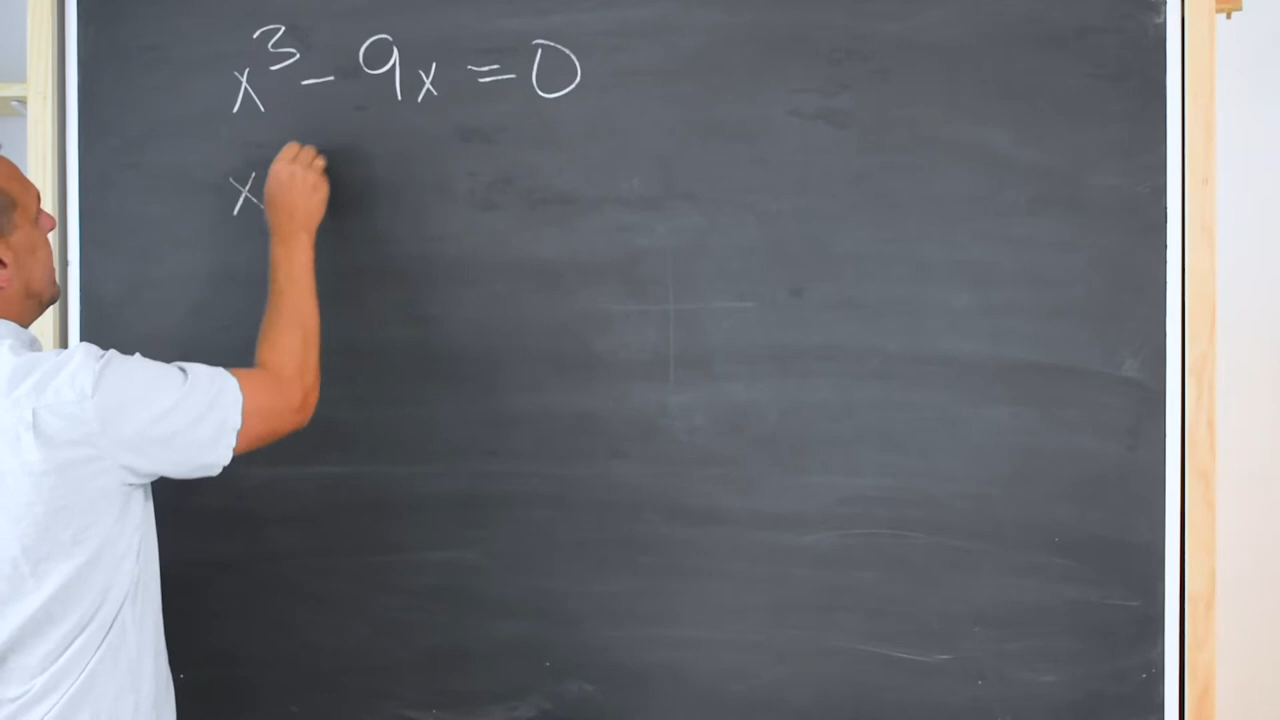 x³ - 9x = 0
x